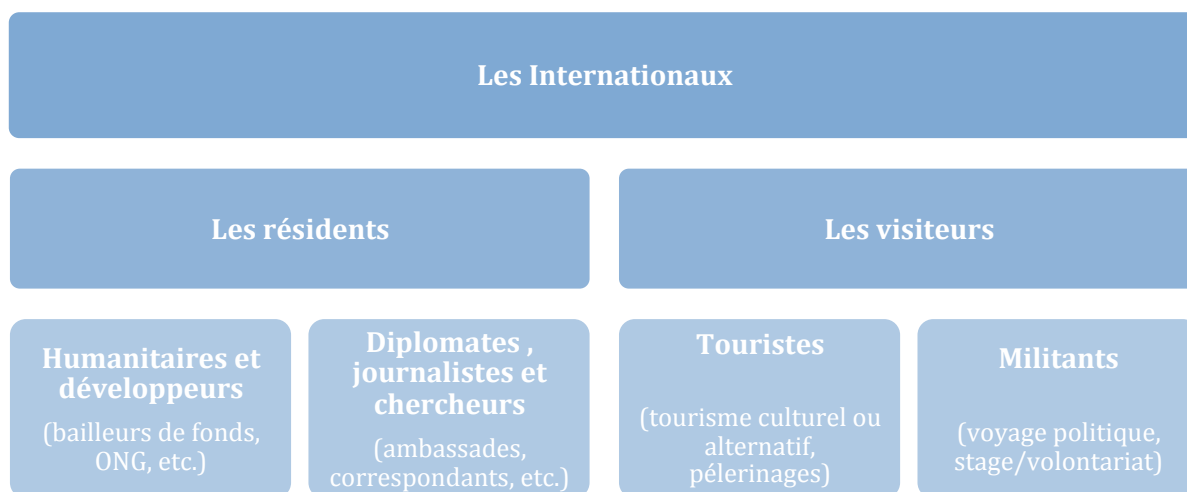 Les Internationaux
Les résidents
Les visiteurs
Humanitaires et
développeurs
(bailleurs de fonds,
ONG, etc.)
Diplomates ,
journalistes et
chercheurs
(ambassades,
correspondants, etc.)
Touristes
(tourisme culturel ou
alternatif,
pélerinages)
Militants
(voyage politique,
stage/volontariat)